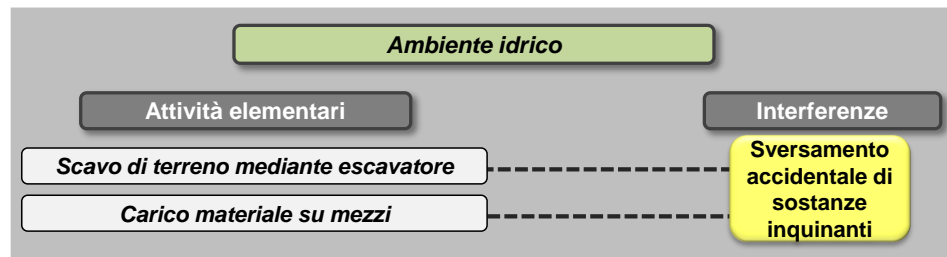 Ambiente idrico
Attività elementari
Interferenze
Scavo di terreno mediante escavatore
Carico materiale su mezzi
Sversamento
accidentale di
sostanze
inquinanti